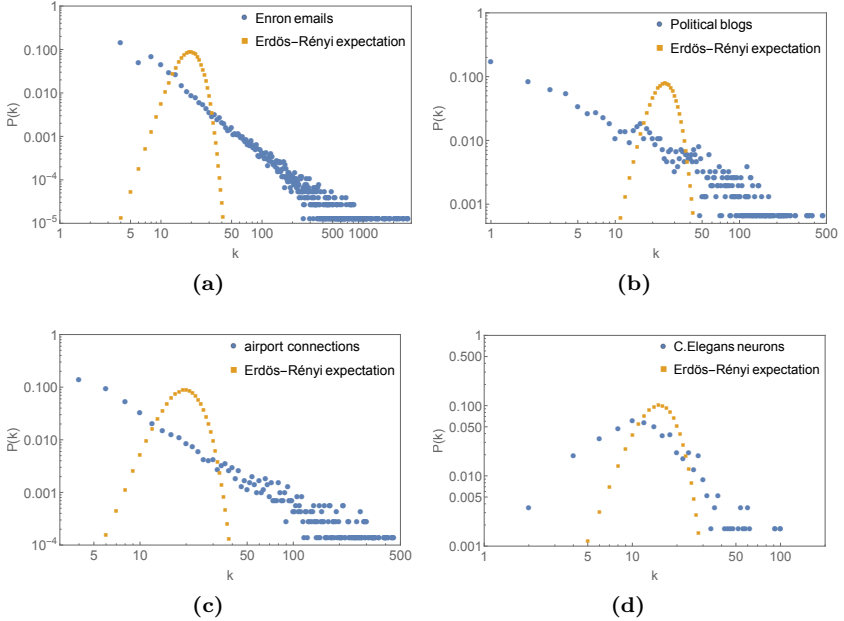 Enron emails
Erdös-Rényi expectation
P(k)
1
0.100
0.010
0.001
10⁻⁴
10⁻⁵
1 5 10 50 100 500 1000
k
(a)
Political blogs
Erdös-Rényi expectation
P(k)
1
0.100
0.010
0.001
1 5 10 50 100 500
k
(b)
airport connections
Erdös-Rényi expectation
P(k)
1
0.100
0.010
0.001
10⁻⁴
5 10 50 100 500
k
(c)
C.Elegans neurons
Erdös-Rényi expectation
P(k)
1
0.500
0.100
0.050
0.010
0.005
0.001
1 5 10 50 100
k
(d)